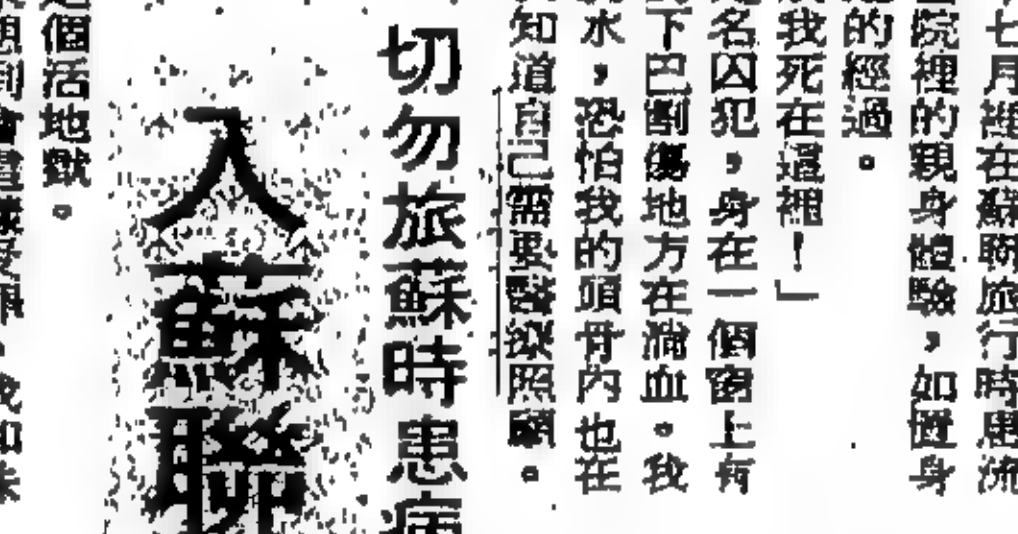 七月裡在蘇聯旅行時患流
院裡的親身體驗，如置身
的經過。
我死在這裡！」
名囚犯，身在一個窗上有
下巴割傷地方在淌血。我
水，恐怕我的頭骨內也在
知道自己需要醫療照顧。
切勿旅蘇時患病
入蘇聯
這個活地獄。